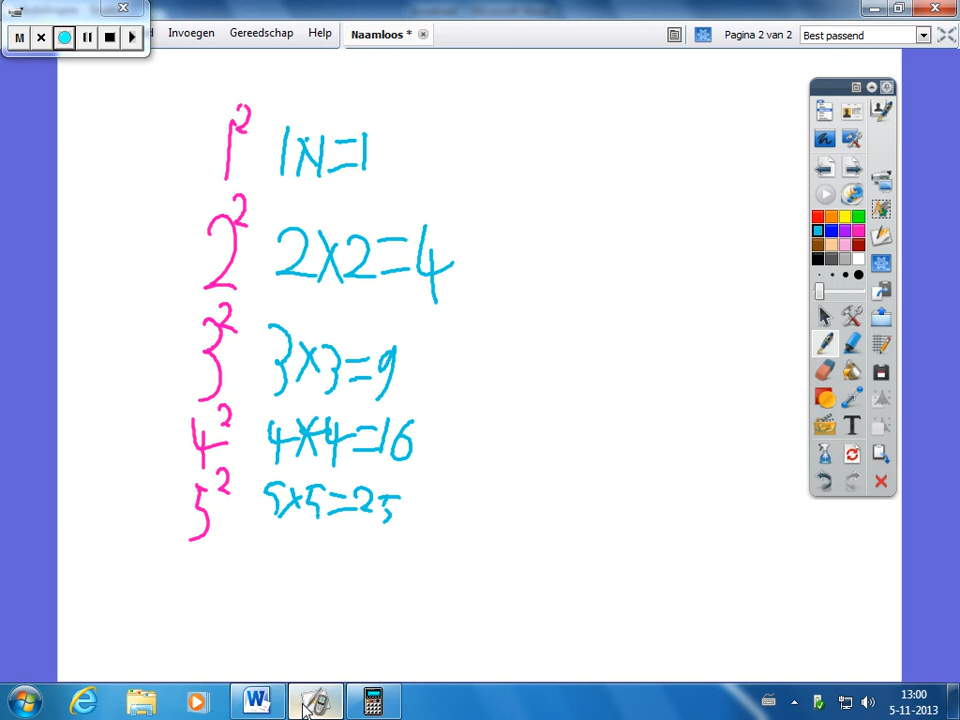 M
Invoegen Gereedschap Help Naamloos* Pagina 2 van 2 Best passend
1² 1x1=1
2² 2x2=4
3² 3x3=9
4² 4x4=16
5² 5x5=25
T
W
13:00
5-11-2013